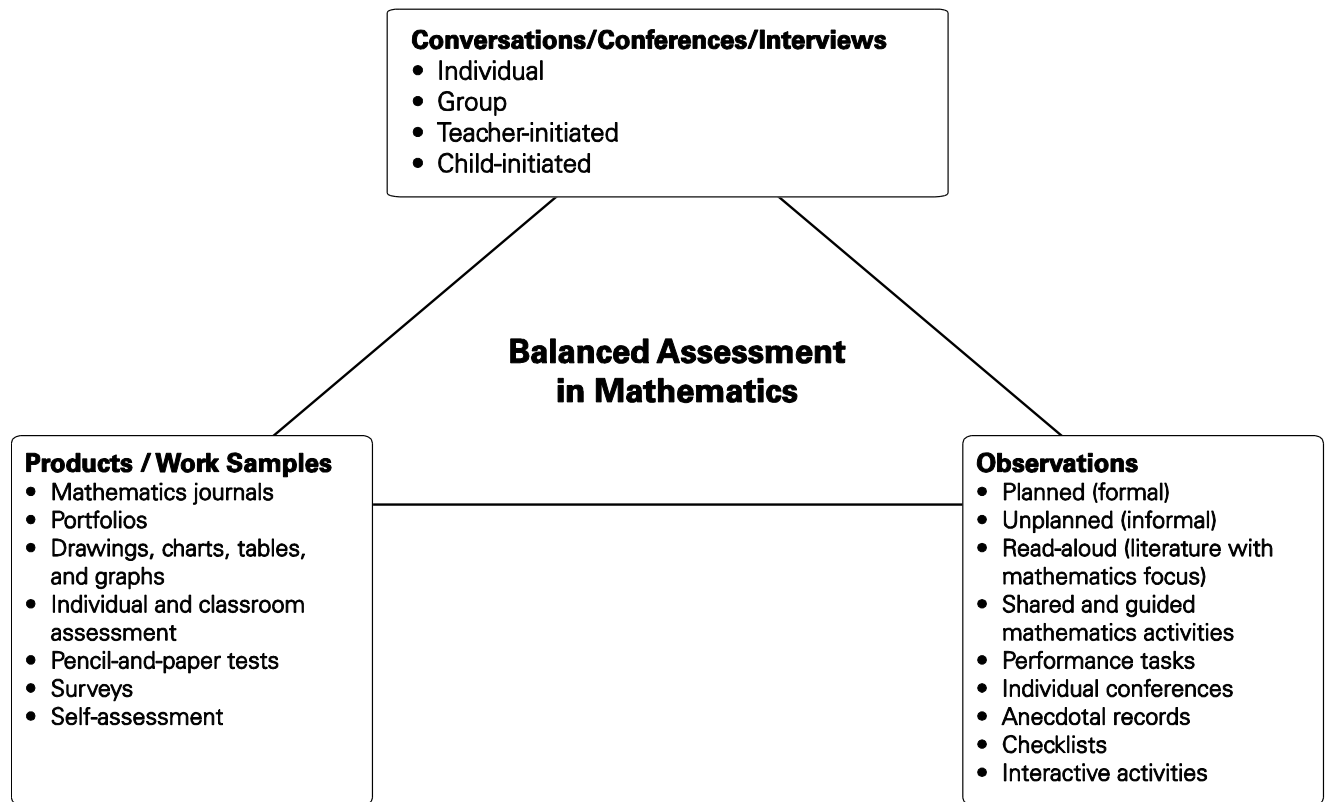 Conversations/Conferences/Interviews
• Individual
• Group
• Teacher-initiated
• Child-initiated
Balanced Assessment
in Mathematics
Products / Work Samples
• Mathematics journals
• Portfolios
• Drawings, charts, tables,
and graphs
• Individual and classroom
assessment
• Pencil-and-paper tests
• Surveys
• Self-assessment
Observations
• Planned (formal)
• Unplanned (informal)
• Read-aloud (literature with
mathematics focus)
• Shared and guided
mathematics activities
• Performance tasks
• Individual conferences
• Anecdotal records
• Checklists
• Interactive activities